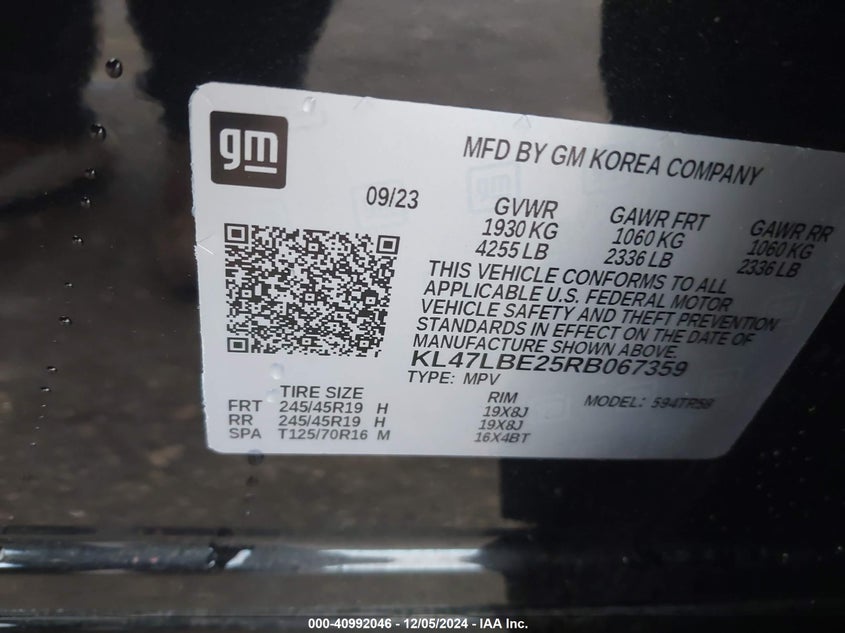 gm
MFD BY GM KOREA COMPANY
09/23
GVWR
1930 KG
4255 LB
GAWR FRT
1060 KG
2336 LB
GAWR RR
1060 KG
2336 LB
THIS VEHICLE CONFORMS TO ALL
APPLICABLE U.S. FEDERAL MOTOR
VEHICLE SAFETY AND THEFT PREVENTION
STANDARDS IN EFFECT ON THE DATE OF
MANUFACTURE SHOWN ABOVE.
KL47LBE25RB067359
TYPE: MPV
MODEL: 594TR58
TIRE SIZE RIM
FRT 245/45R19 H 19X8J
RR 245/45R19 H 19X8J
SPA T125/70R16 M 16X4BT
000-40992046 - 12/05/2024 - IAA Inc.